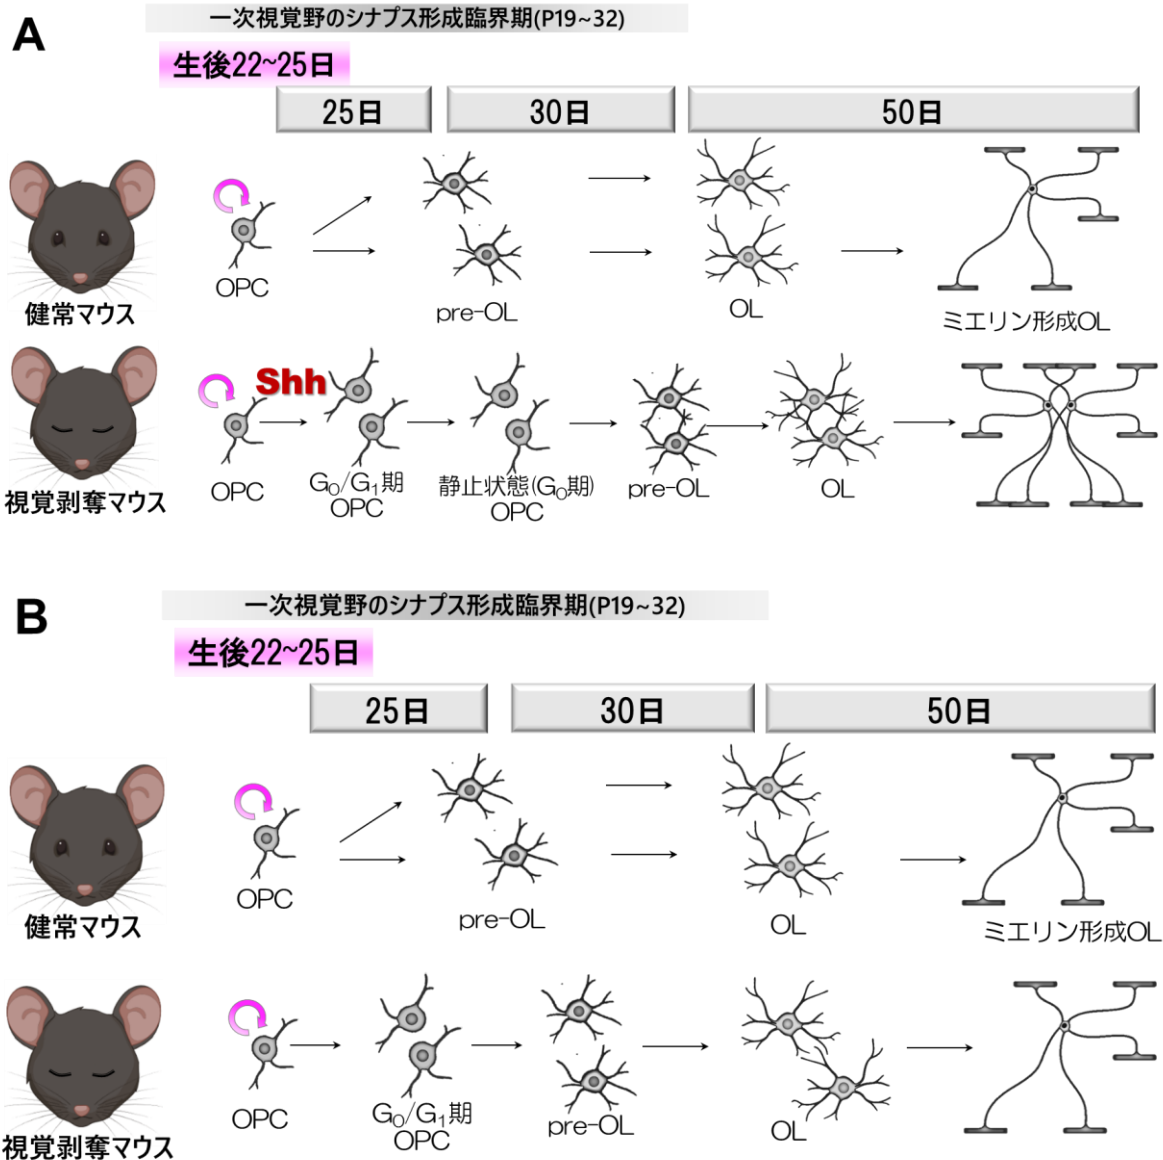 A
一次視覚野のシナプス形成臨界期(P19~32)
生後22~25日
25日
30日
50日
OPC
pre-OL
OL
ミエリン形成OL
健常マウス
Shh
OPC
G₀/G₁期
OPC
静止状態(G₀期)
OPC
pre-OL
OL
視覚剥奪マウス
B
一次視覚野のシナプス形成臨界期(P19~32)
生後22~25日
25日
30日
50日
OPC
pre-OL
OL
ミエリン形成OL
健常マウス
OPC
G₀/G₁期
OPC
pre-OL
OL
視覚剥奪マウス